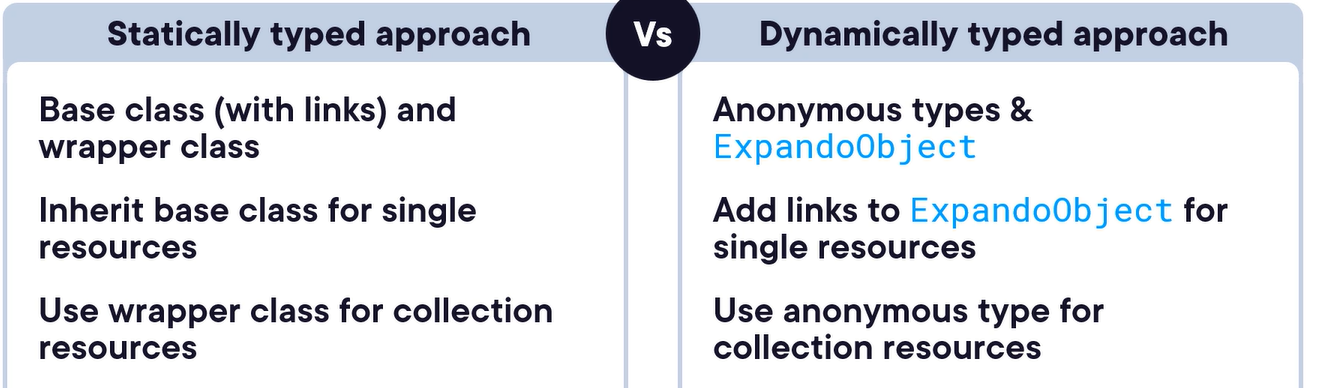 Statically typed approach
Vs
Dynamically typed approach
Base class (with links) and
wrapper class
Inherit base class for single
resources
Use wrapper class for collection
resources
Anonymous types &
ExpandoObject
Add links to ExpandoObject for
single resources
Use anonymous type for
collection resources